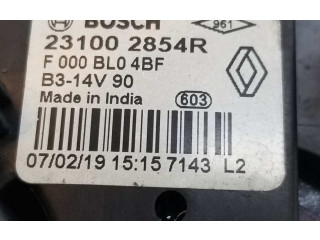 BOSCH 961
23100 2854R
F 000 BL0 4BF
B3-14V 90
Made in India 603
07/02/19 15:15 7143 L2